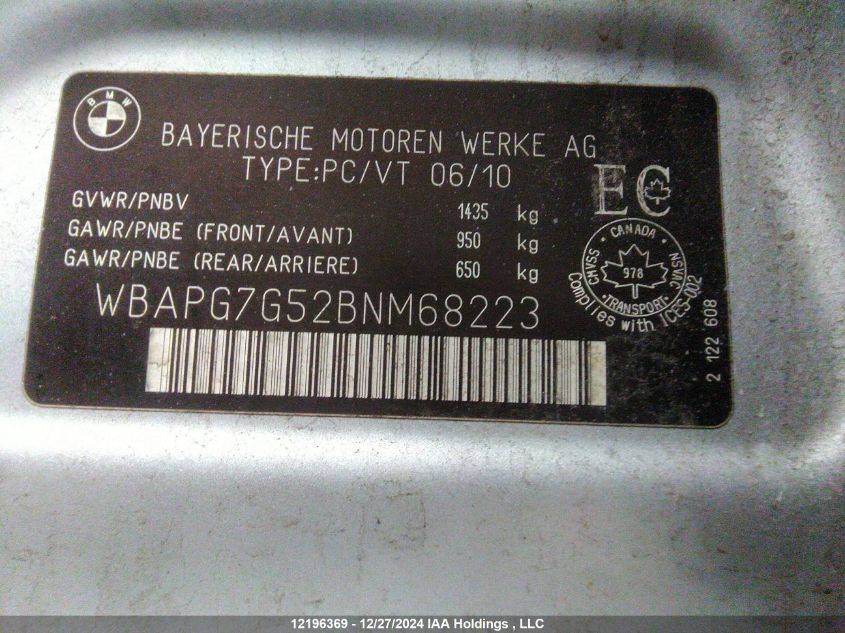 BMW
BAYERISCHE MOTOREN WERKE AG
TYPE:PC/VT 06/10
EC
GVWR/PNBV 1435 kg
GAWR/PNBE (FRONT/AVANT) 950 kg
GAWR/PNBE (REAR/ARRIERE) 650 kg
CANADA
CMVSS
NSVAC
978
TRANSPORT
Complies with ICES-002
WBAPG7G52BNM68223
2 122 608
12196369 - 12/27/2024 IAA Holdings , LLC